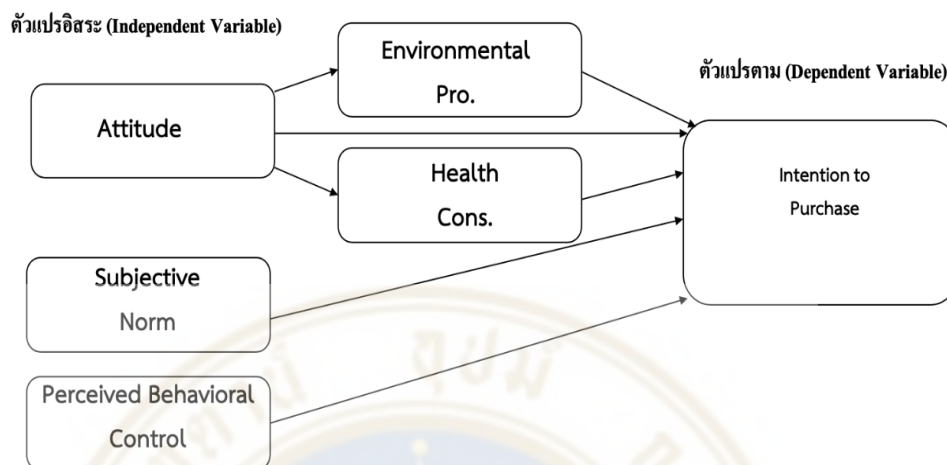 ตัวแปรอิสระ (Independent Variable)
Environmental
Pro.
ตัวแปรตาม (Dependent Variable)
Attitude
Health
Cons.
Intention to
Purchase
Subjective
Norm
Perceived Behavioral
Control